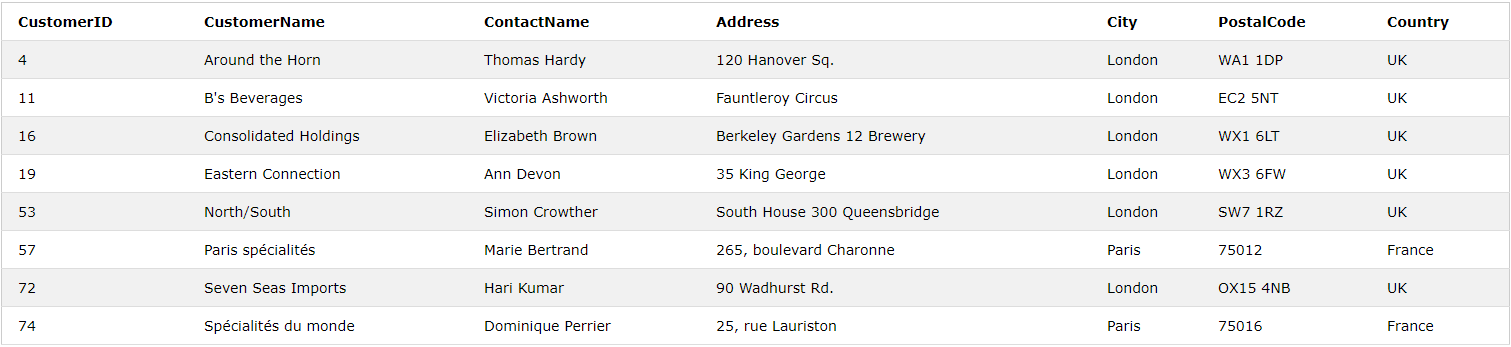 CustomerID CustomerName ContactName Address City PostalCode Country
4 Around the Horn Thomas Hardy 120 Hanover Sq. London WA1 1DP UK
11 B's Beverages Victoria Ashworth Fauntleroy Circus London EC2 5NT UK
16 Consolidated Holdings Elizabeth Brown Berkeley Gardens 12 Brewery London WX1 6LT UK
19 Eastern Connection Ann Devon 35 King George London WX3 6FW UK
53 North/South Simon Crowther South House 300 Queensbridge London SW7 1RZ UK
57 Paris spécialités Marie Bertrand 265, boulevard Charonne Paris 75012 France
72 Seven Seas Imports Hari Kumar 90 Wadhurst Rd. London OX15 4NB UK
74 Spécialités du monde Dominique Perrier 25, rue Lauriston Paris 75016 France